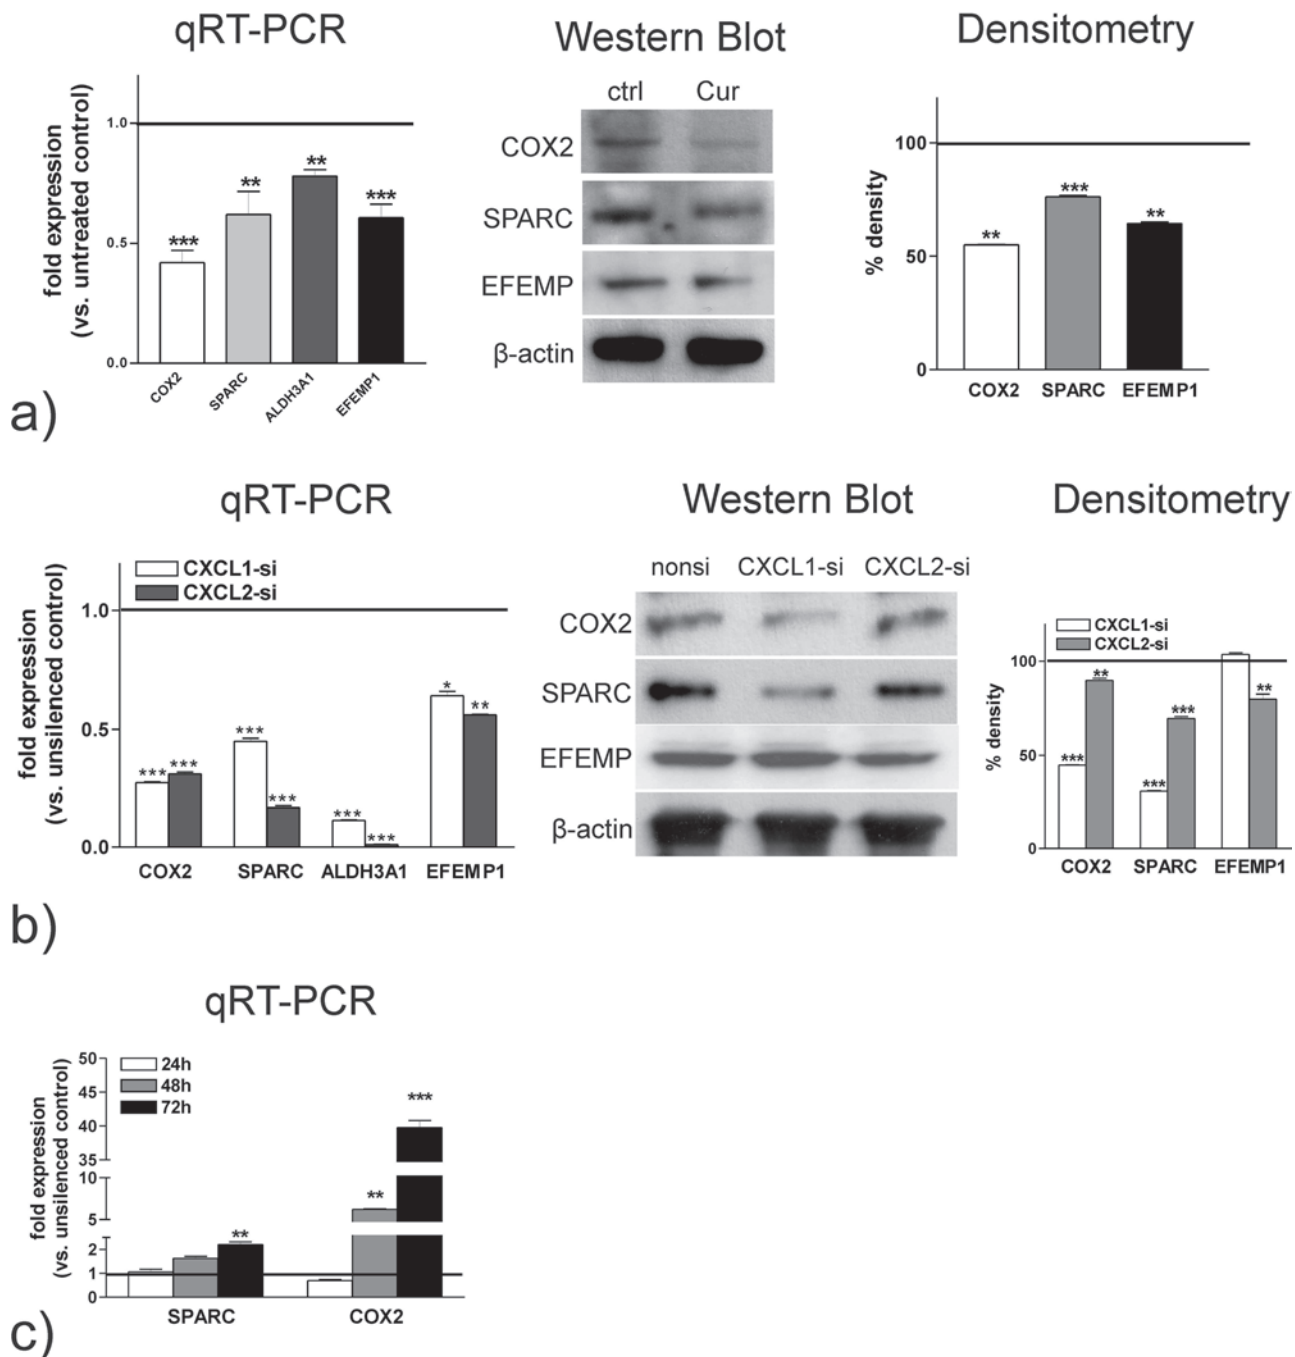 qRT-PCR
Western Blot
Densitometry
fold expression
(vs. untreated control)
1.0
0.5
0.0
***
**
**
***
COX2
SPARC
ALDH3A1
EFEMP1
ctrl Cur
COX2
SPARC
EFEMP
β-actin
% density
100
50
0
**
***
**
COX2 SPARC EFEMP1
a)
qRT-PCR
Western Blot
Densitometry
CXCL1-si
CXCL2-si
fold expression
(vs. unsilenced control)
1.0
0.5
0.0
*** ***
*** ***
*** ***
* **
COX2 SPARC ALDH3A1 EFEMP1
nonsi CXCL1-si CXCL2-si
COX2
SPARC
EFEMP
β-actin
CXCL1-si
CXCL2-si
% density
100
50
0
*** **
*** ***
**
COX2 SPARC EFEMP1
b)
qRT-PCR
24h
48h
72h
fold expression
(vs. unsilenced control)
50
45
40
35
10
5
2
1
0
**
**
***
SPARC COX2
c)